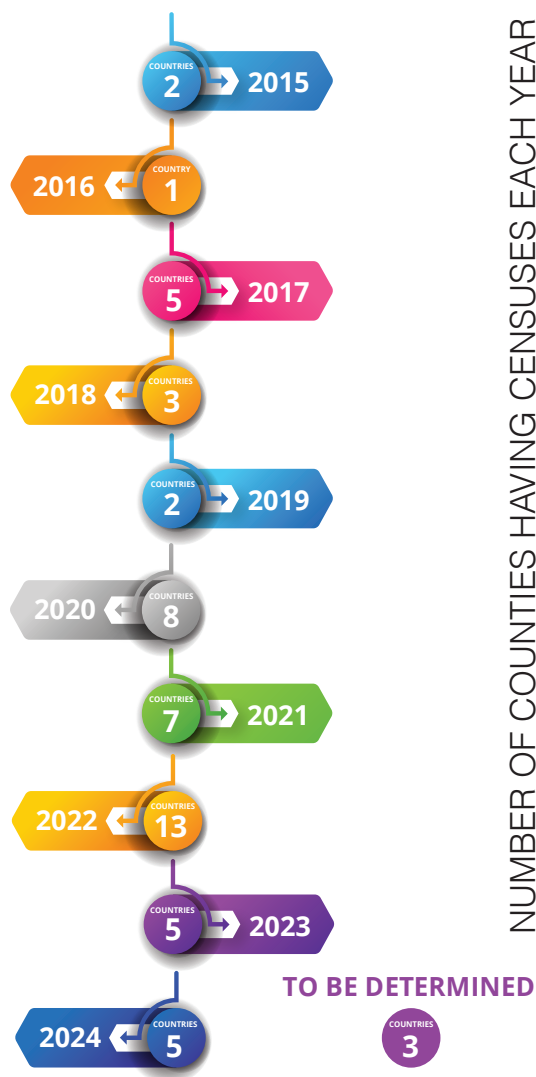 NUMBER OF COUNTIES HAVING CENSUSES EACH YEAR
COUNTRIES
2
2015
COUNTRY
1
2016
COUNTRIES
5
2017
COUNTRIES
3
2018
COUNTRIES
2
2019
COUNTRIES
8
2020
COUNTRIES
7
2021
COUNTRIES
13
2022
COUNTRIES
5
2023
COUNTRIES
5
2024
TO BE DETERMINED
COUNTRIES
3